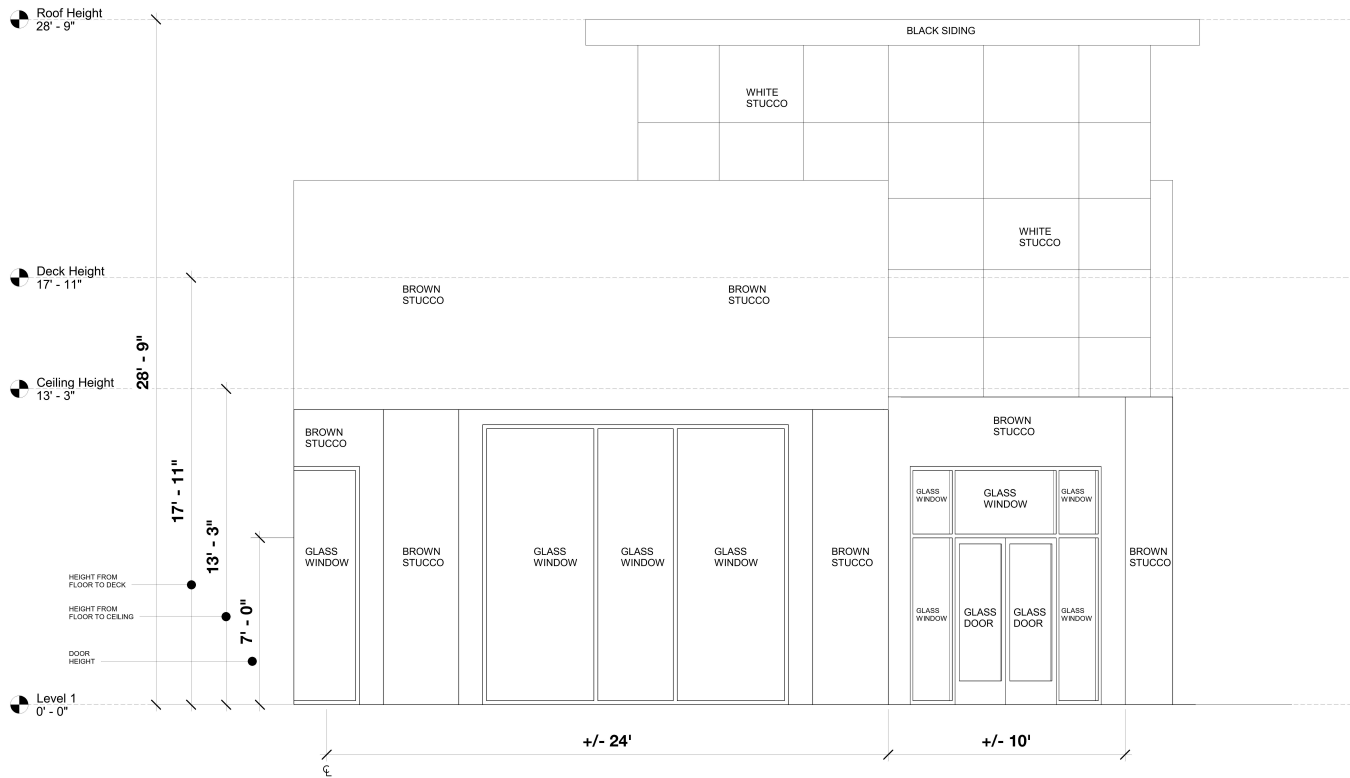 Roof Height
28' - 9"
BLACK SIDING
WHITE
STUCCO
WHITE
STUCCO
Deck Height
17' - 11"
BROWN
STUCCO
BROWN
STUCCO
28' - 9"
Ceiling Height
13' - 3"
BROWN
STUCCO
BROWN
STUCCO
17' - 11"
GLASS
WINDOW
GLASS
WINDOW
GLASS
WINDOW
13' - 3"
GLASS
WINDOW
BROWN
STUCCO
GLASS
WINDOW
GLASS
WINDOW
GLASS
WINDOW
BROWN
STUCCO
BROWN
STUCCO
HEIGHT FROM
FLOOR TO DECK
HEIGHT FROM
FLOOR TO CEILING
7' - 0"
GLASS
WINDOW
GLASS
DOOR
GLASS
DOOR
GLASS
WINDOW
DOOR
HEIGHT
Level 1
0' - 0"
+/- 24'
+/- 10'
℄